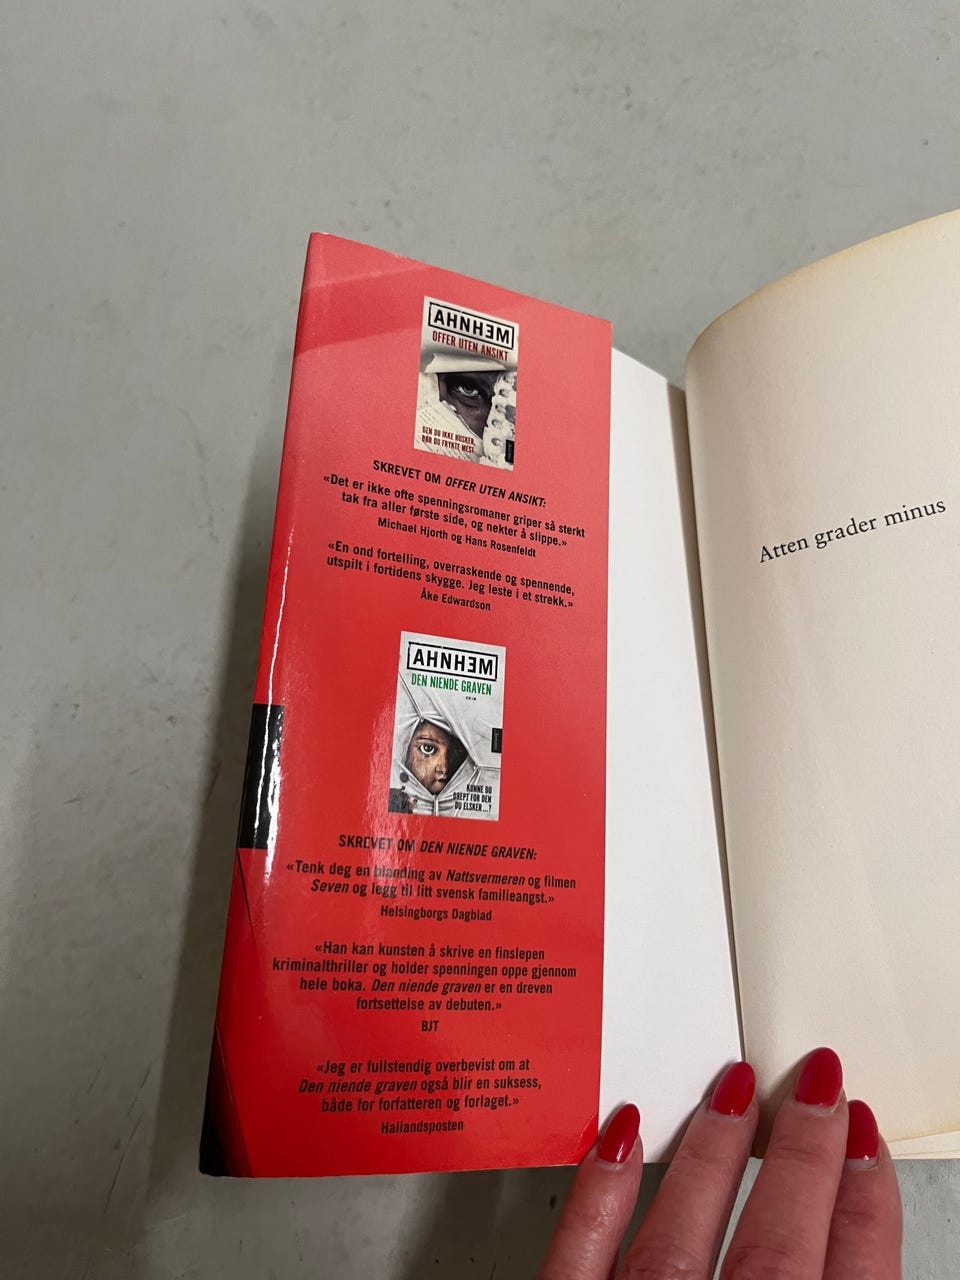 AHNHEM
OFFER UTEN ANSIKT
DEN DU IKKE HUSKER,
BØR DU FRYKTE MEST
SKREVET OM OFFER UTEN ANSIKT:
«Det er ikke ofte spenningsromaner griper så sterkt
tak fra aller første side, og nekter å slippe.»
Michael Hjorth og Hans Rosenfeldt
«En ond fortelling, overraskende og spennende,
utspilt i fortidens skygge. Jeg leste i et strekk.»
Åke Edwardson
AHNHEM
DEN NIENDE GRAVEN
KRIM
KUNNE DU
DREPT FOR DEN
DU ELSKER ...?
SKREVET OM DEN NIENDE GRAVEN:
«Tenk deg en blanding av Nattsvermeren og filmen
Seven og legg til litt svensk familieangst.»
Helsingborgs Dagblad
«Han kan kunsten å skrive en finslepen
kriminalthriller og holder spenningen oppe gjennom
hele boka. Den niende graven er en dreven
fortsettelse av debuten.»
BJT
«Jeg er fullstendig overbevist om at
Den niende graven også blir en suksess,
både for forfatteren og forlaget.»
Hallandsposten
Atten grader minus